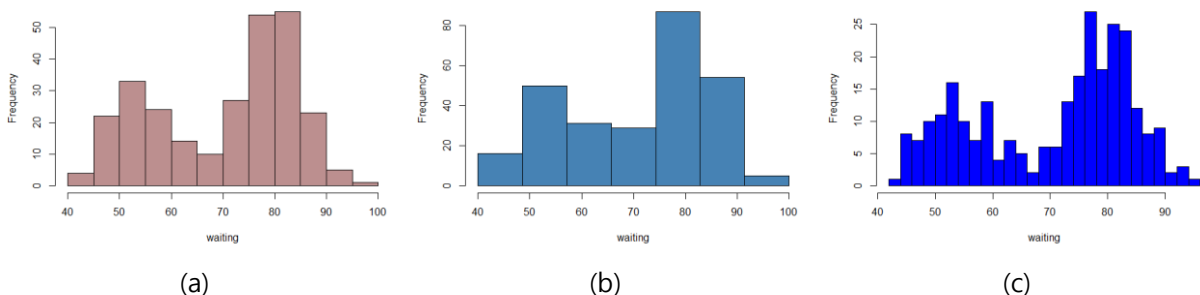 Frequency
0 10 20 30 40 50
40 50 60 70 80 90 100
waiting
(a)
Frequency
0 20 40 60 80
40 50 60 70 80 90 100
waiting
(b)
Frequency
0 5 10 15 20 25
40 50 60 70 80 90
waiting
(c)